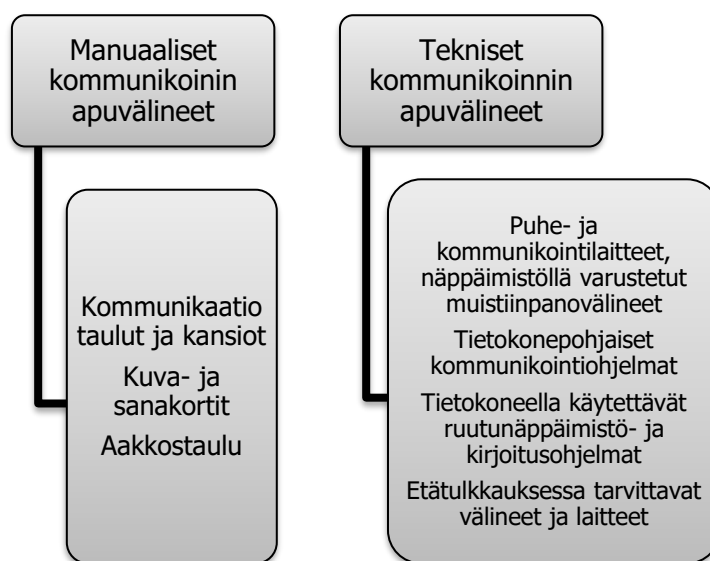 Manuaaliset
kommunikoinin
apuvälineet
Kommunikaatio
taulut ja kansiot
Kuva- ja
sanakortit
Aakkostaulu
Tekniset
kommunikoinnin
apuvälineet
Puhe- ja
kommunikointilaitteet,
näppäimistöllä varustetut
muistiinpanovälineet
Tietokonepohjaiset
kommunikointiohjelmat
Tietokoneella käytettävät
ruutunäppäimistö- ja
kirjoitusohjelmat
Etätulkkauksessa tarvittavat
välineet ja laitteet